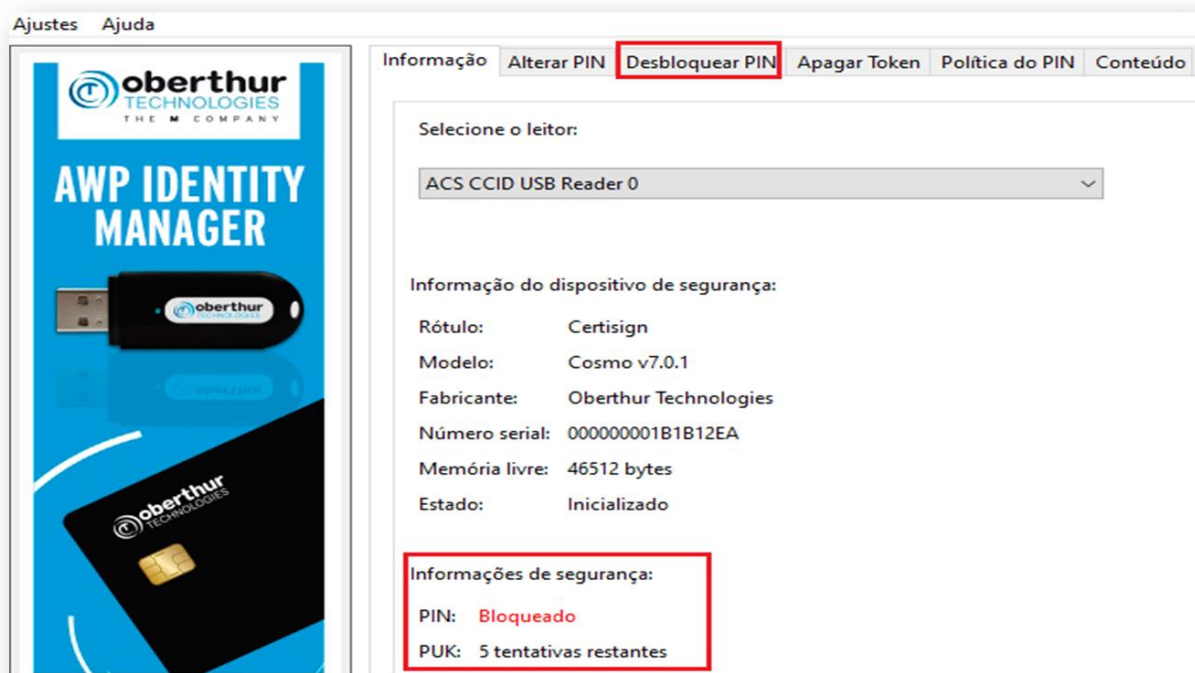 Ajustes Ajuda
oberthur
TECHNOLOGIES
THE M COMPANY
AWP IDENTITY
MANAGER
oberthur
TECHNOLOGIES
oberthur
TECHNOLOGIES
Informação Alterar PIN Desbloquear PIN Apagar Token Política do PIN Conteúdo
Selecione o leitor:
ACS CCID USB Reader 0
Informação do dispositivo de segurança:
Rótulo: Certisign
Modelo: Cosmo v7.0.1
Fabricante: Oberthur Technologies
Número serial: 000000001B1B12EA
Memória livre: 46512 bytes
Estado: Inicializado
Informações de segurança:
PIN: Bloqueado
PUK: 5 tentativas restantes